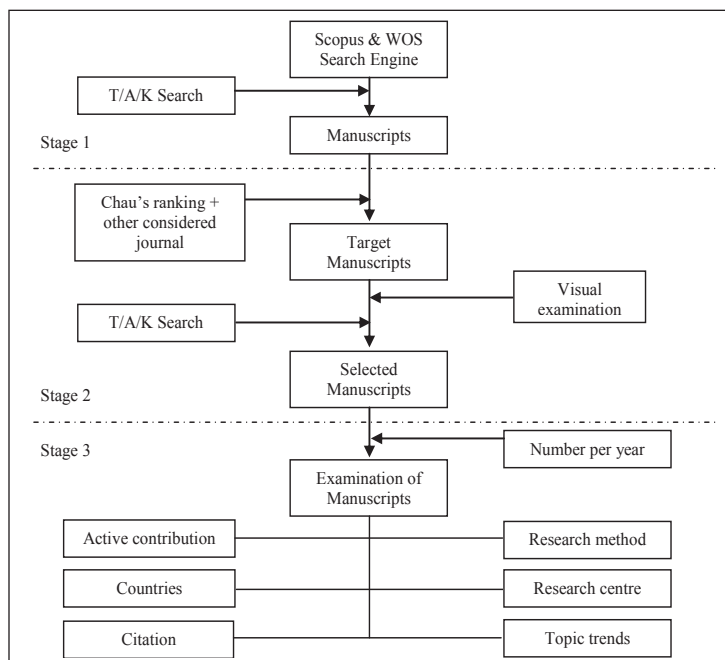 Scopus & WOS
Search Engine
T/A/K Search
Manuscripts
Stage 1
Chau's ranking +
other considered
journal
Target
Manuscripts
Visual
examination
T/A/K Search
Selected
Manuscripts
Stage 2
Stage 3
Number per year
Examination of
Manuscripts
Active contribution
Research method
Countries
Research centre
Citation
Topic trends